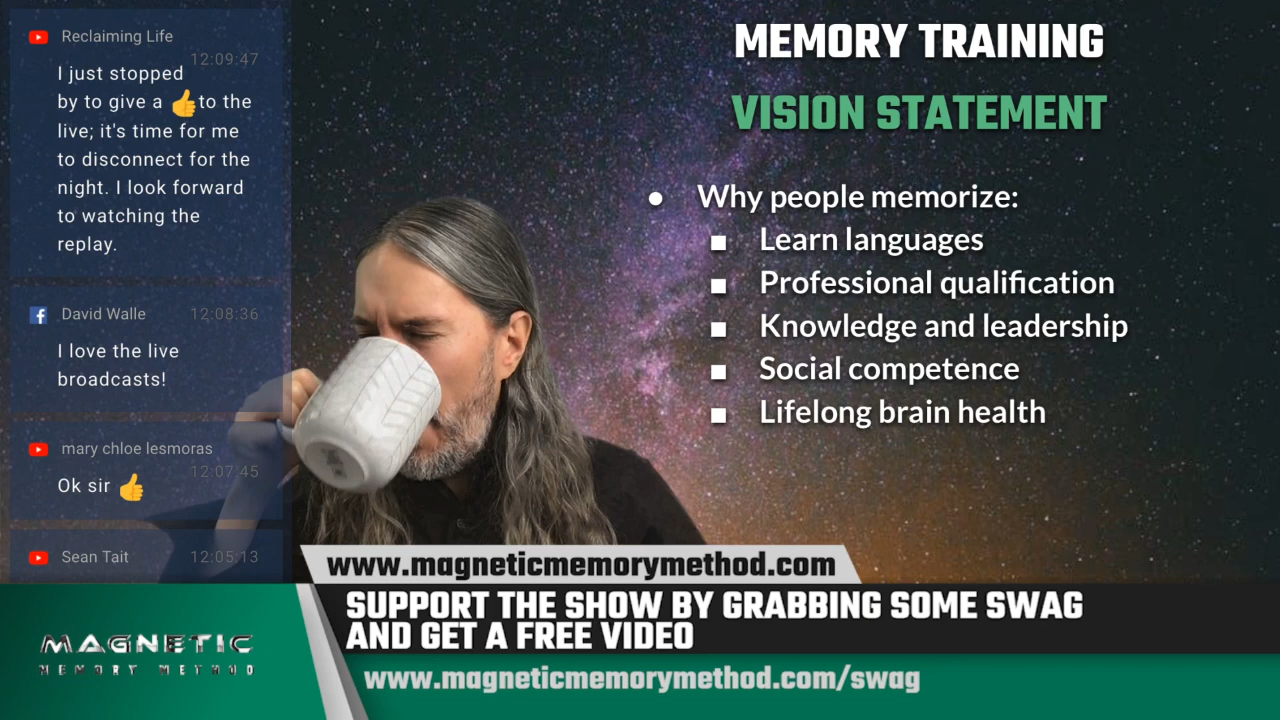 Reclaiming Life
12:09:47
I just stopped
by to give a 👍to the
live; it's time for me
to disconnect for the
night. I look forward
to watching the
replay.
David Walle 12:08:36
I love the live
broadcasts!
mary chloe lesmoras
12:07:45
Ok sir 👍
Sean Tait 12:05:13
MEMORY TRAINING
VISION STATEMENT
● Why people memorize:
■ Learn languages
■ Professional qualification
■ Knowledge and leadership
■ Social competence
■ Lifelong brain health
www.magneticmemorymethod.com
SUPPORT THE SHOW BY GRABBING SOME SWAG
AND GET A FREE VIDEO
www.magneticmemorymethod.com/swag
MAGNETIC
MEMORY METHOD